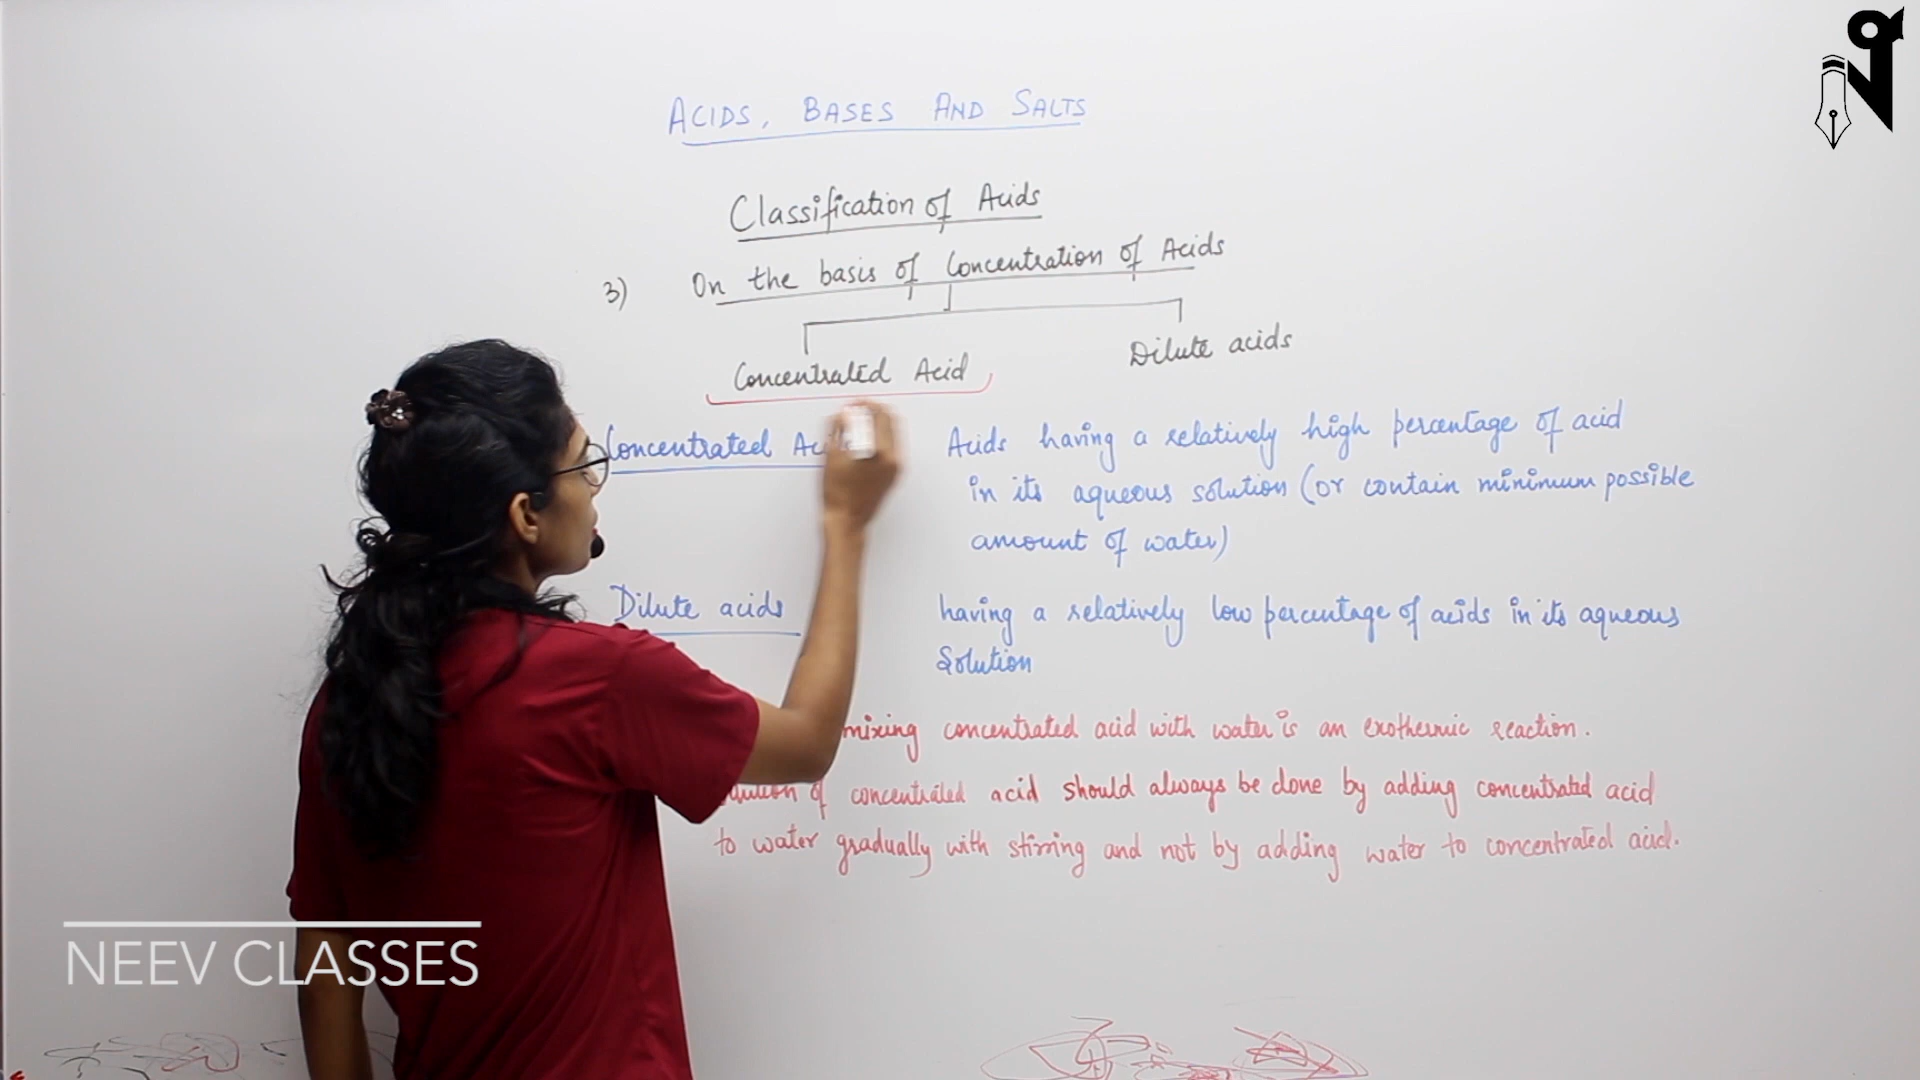 ACIDS, BASES AND SALTS
Classification of Acids
3) On the basis of Concentration of Acids
Concentrated Acid
Dilute acids
Concentrated Acids
Acids having a relatively high percentage of acid
in its aqueous solution (or contain minimum possible
amount of water)
Dilute acids
having a relatively low percentage of acids in its aqueous
Solution
mixing concentrated acid with water is an exothermic reaction.
of concentrated acid should always be done by adding concentrated acid
to water gradually with stirring and not by adding water to concentrated acid.
NEEV CLASSES